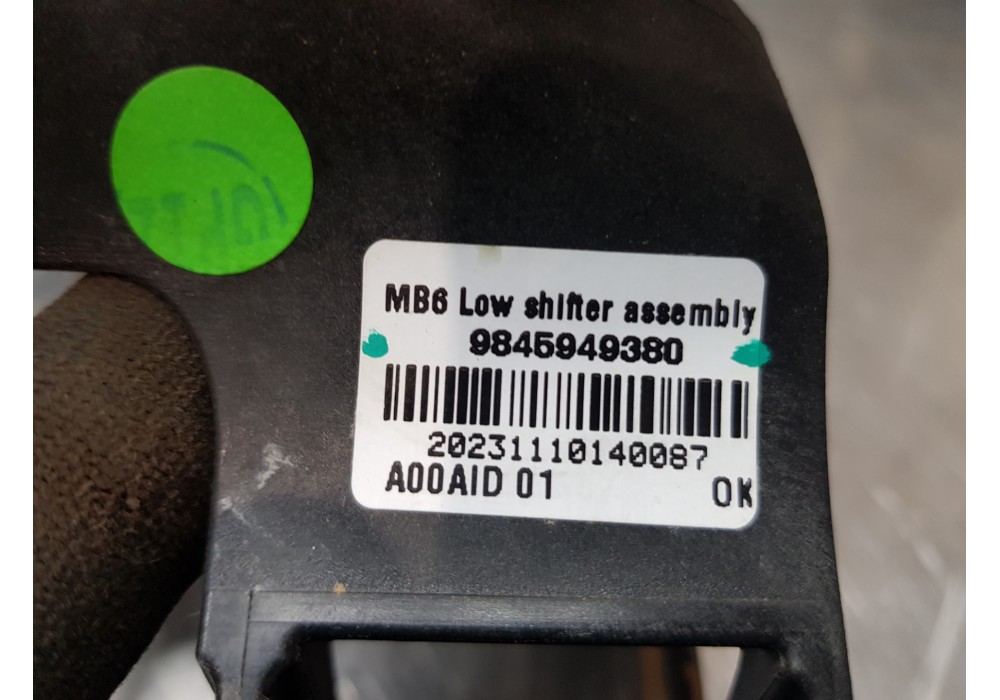 MB6 Low shifter assembly
9845949380
20231110140087
A00AID 01 OK